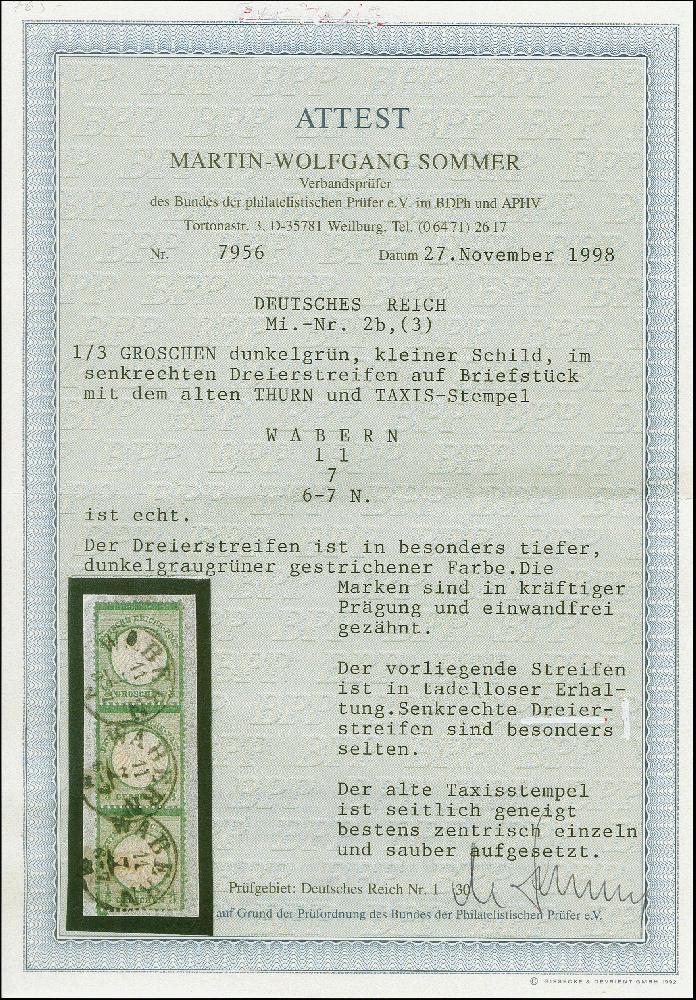 ATTEST
MARTIN-WOLFGANG SOMMER
Verbandsprüfer
des Bundes der philatelistischen Prüfer e.V. im BDPh und APHV
Tortonastr. 3, D-35781 Weilburg, Tel. (06471) 2617
Nr. 7956 Datum 27.November 1998
DEUTSCHES REICH
Mi.-Nr. 2b,(3)
1/3 GROSCHEN dunkelgrün, kleiner Schild, im
senkrechten Dreierstreifen auf Briefstück
mit dem alten THURN und TAXIS-Stempel
W A B E R N
1 1
7
6-7 N.
ist echt.
Der Dreierstreifen ist in besonders tiefer,
dunkelgraugrüner gestrichener Farbe.Die
Marken sind in kräftiger
Prägung und einwandfrei
gezähnt.
Der vorliegende Streifen
ist in tadelloser Erhal-
tung.Senkrechte Dreier-
streifen sind besonders
selten.
Der alte Taxisstempel
ist seitlich geneigt
bestens zentrisch einzeln
und sauber aufgesetzt.
Prüfgebiet: Deutsches Reich Nr. 1 30
auf Grund der Prüfordnung des Bundes der Philatelistischen Prüfer e.V.
© GIESECKE & DEVRIENT GMBH 1992